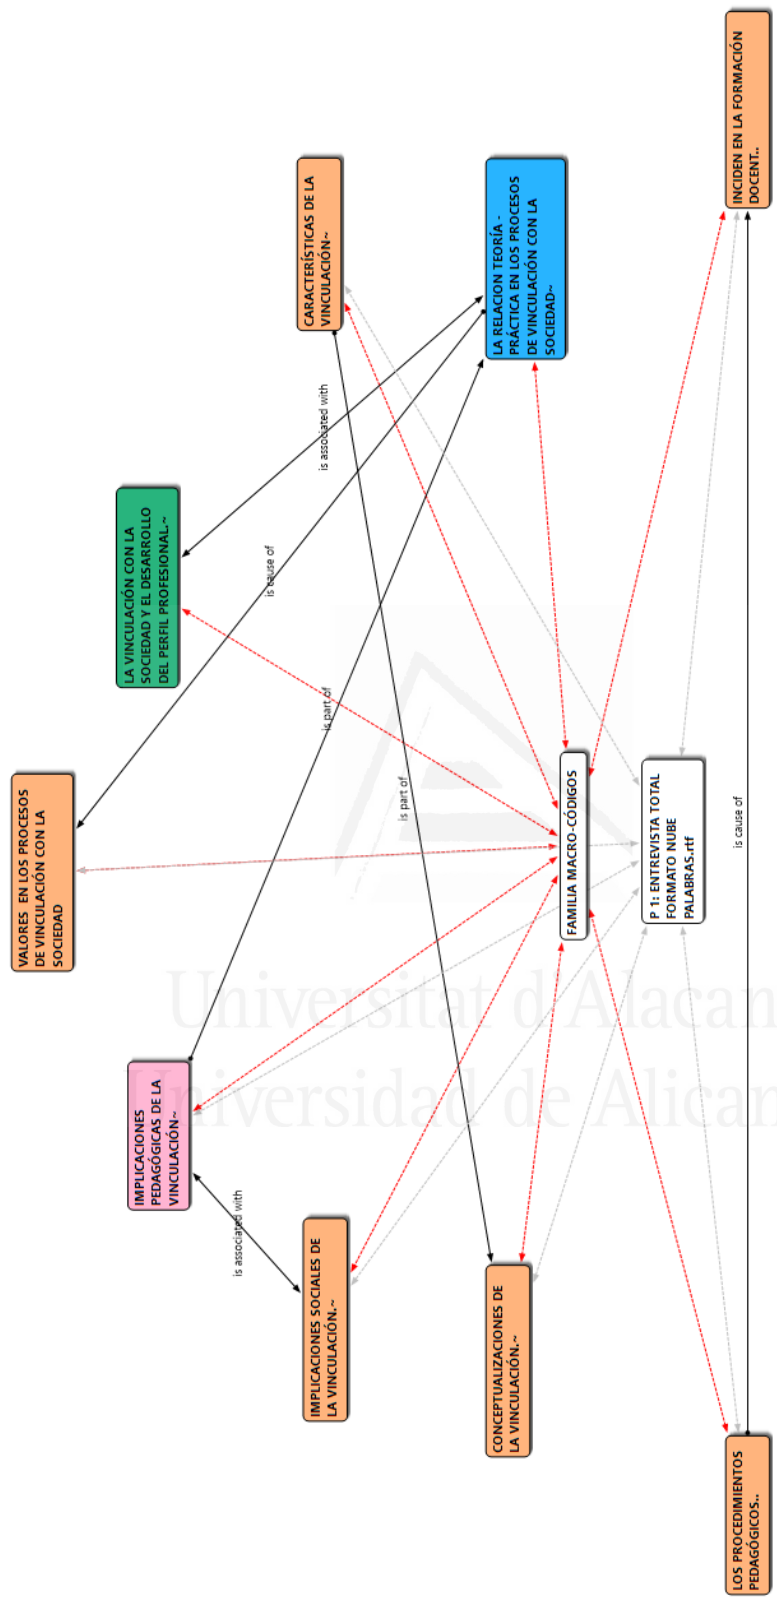 VALORES  EN LOS PROCESOS
DE VINCULACIÓN CON LA
SOCIEDAD
LA VINCULACIÓN CON LA
SOCIEDAD Y EL DESARROLLO
DEL PERFIL PROFESIONAL.~
IMPLICACIONES
PEDAGÓGICAS DE LA
VINCULACIÓN~
is associated with
is cause of
is associated with
is part of
is part of
CARACTERÍSTICAS DE LA
VINCULACIÓN~
IMPLICACIONES SOCIALES DE
LA VINCULACIÓN.~
CONCEPTUALIZACIONES DE
LA VINCULACIÓN.~
LA RELACION TEORÍA -
PRÁCTICA EN LOS PROCESOS
DE VINCULACIÓN CON LA
SOCIEDAD~
FAMILIA MACRO-CÓDIGOS
P 1: ENTREVISTA TOTAL
FORMATO NUBE
PALABRAS.rtf
is cause of
LOS PROCEDIMIENTOS
PEDAGÓGICOS..
INCIDEN EN LA FORMACIÓN
DOCENT..
Universitat d'Alacan
Universidad de Alican